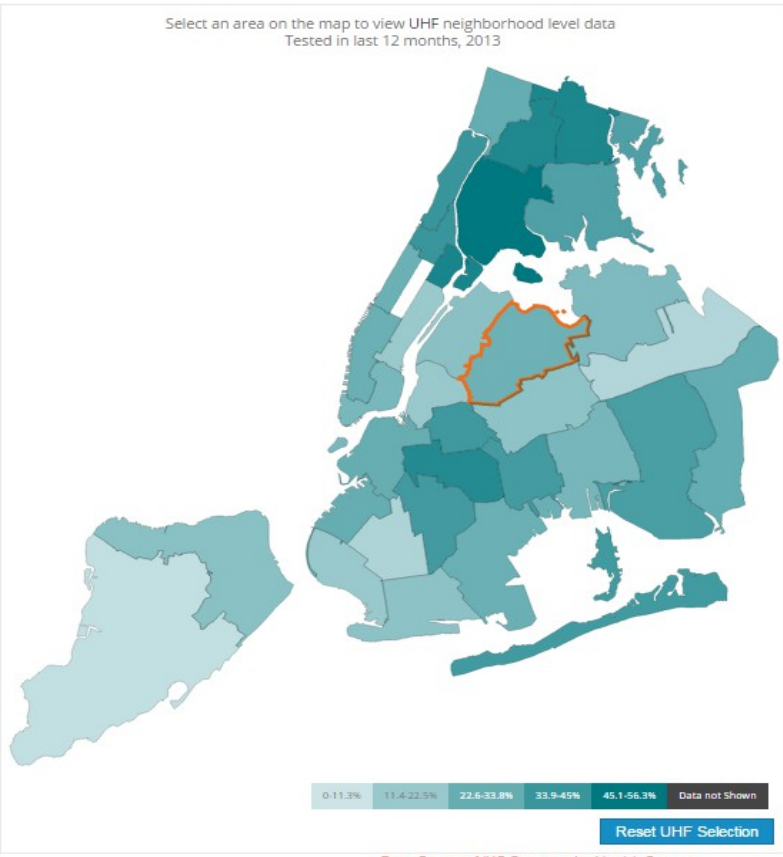 Select an area on the map to view UHF neighborhood level data
Tested in last 12 months, 2013
0-11.3% 11.4-22.5% 22.6-33.8% 33.9-45% 45.1-56.3% Data not Shown
Reset UHF Selection